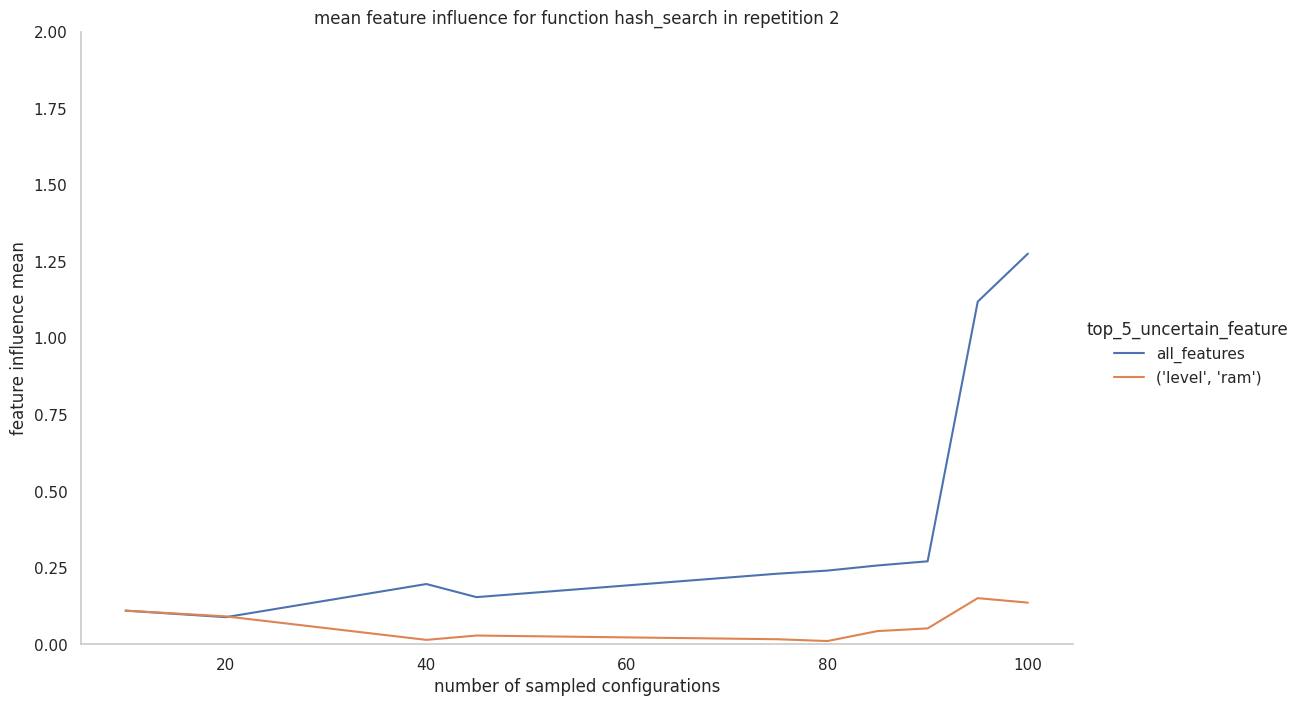 mean feature influence for function hash_search in repetition 2
2.00
1.75
1.50
1.25
1.00
0.75
0.50
0.25
0.00
feature influence mean
20
40
60
80
100
number of sampled configurations
top_5_uncertain_feature
all_features
('level', 'ram')